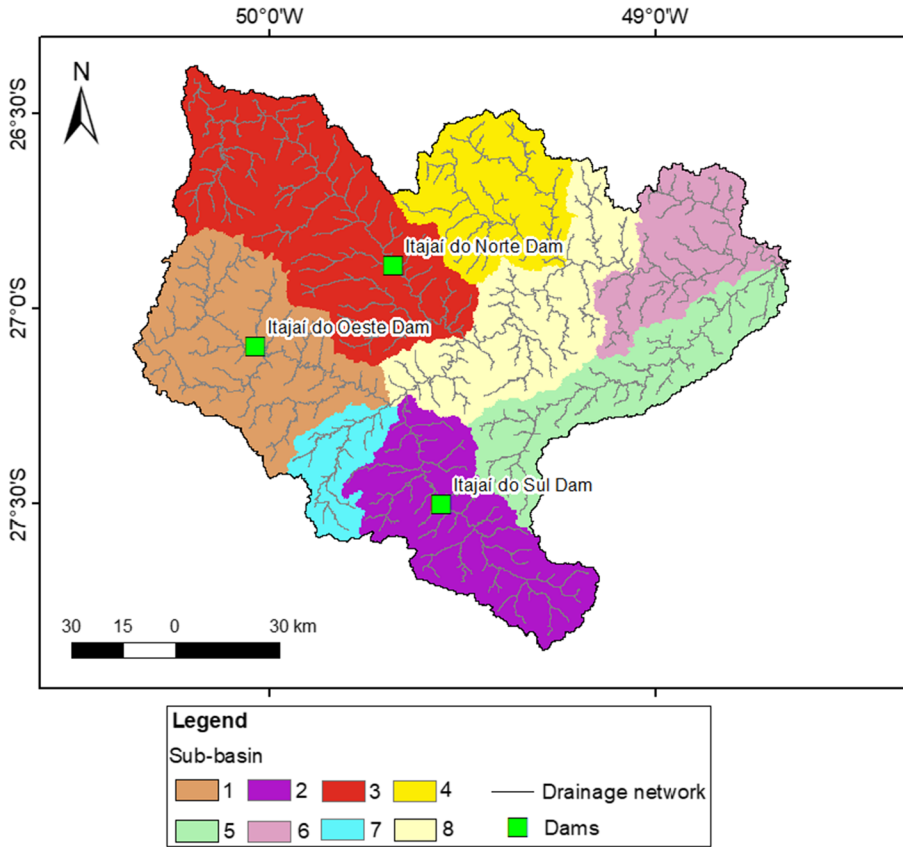 50°0'W 49°0'W
N
26°30'S
27°0'S
27°30'S
Itajaí do Norte Dam
Itajaí do Oeste Dam
Itajaí do Sul Dam
30 15 0 30 km
Legend
Sub-basin
1 2 3 4 Drainage network
5 6 7 8 Dams